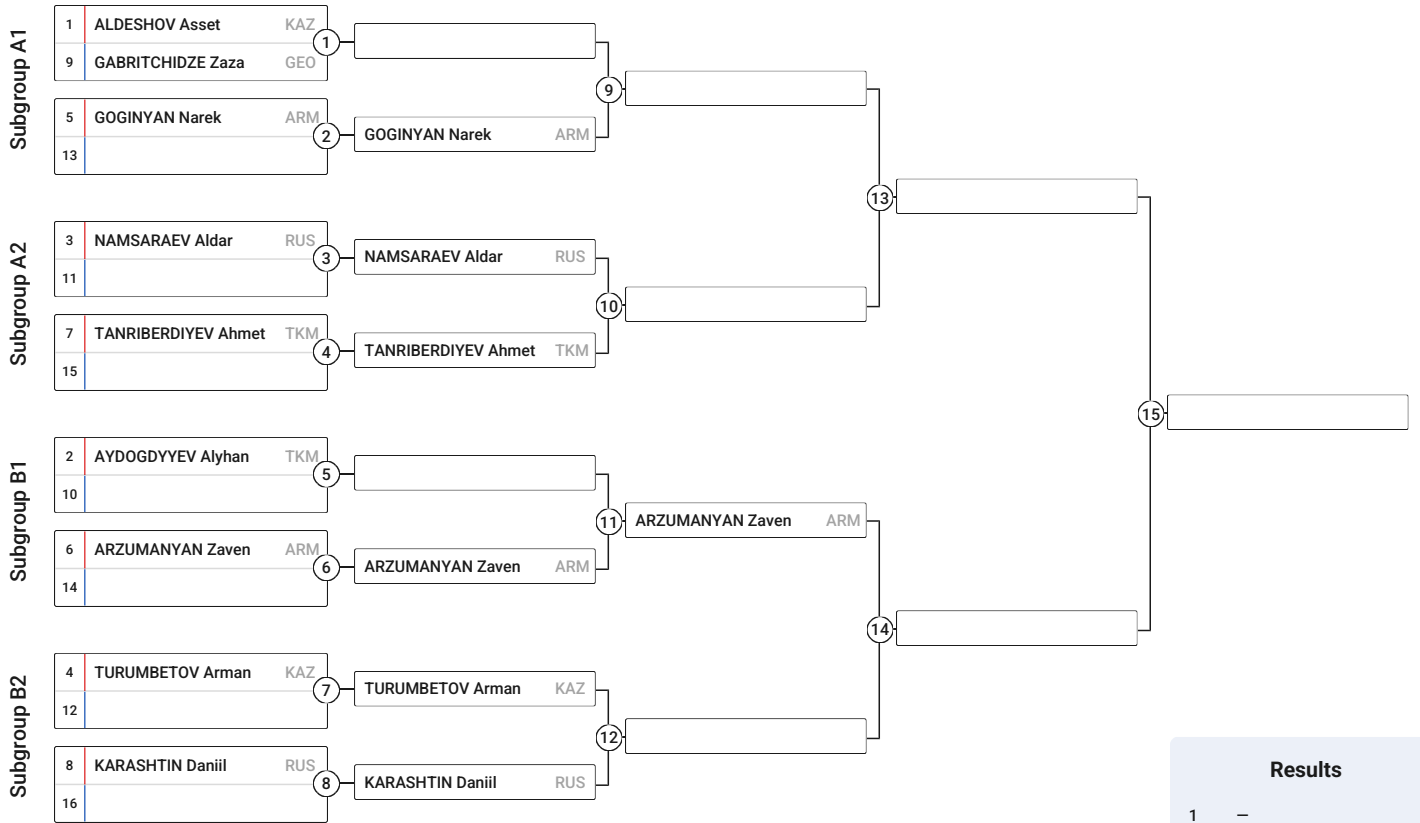 Subgroup A1
1 ALDESHOV Asset KAZ
9 GABRITCHIDZE Zaza GEO
1
5 GOGINYAN Narek ARM
13
2
GOGINYAN Narek ARM
9
Subgroup A2
3 NAMSARAEV Aldar RUS
11
3
NAMSARAEV Aldar RUS
7 TANRIBERDIYEV Ahmet TKM
15
4
TANRIBERDIYEV Ahmet TKM
10
13
Subgroup B1
2 AYDOGDYYEV Alyhan TKM
10
5
6 ARZUMANYAN Zaven ARM
14
6
ARZUMANYAN Zaven ARM
11
ARZUMANYAN Zaven ARM
Subgroup B2
4 TURUMBETOV Arman KAZ
12
7
TURUMBETOV Arman KAZ
8 KARASHTIN Daniil RUS
16
8
KARASHTIN Daniil RUS
12
14
15
Results
1 –